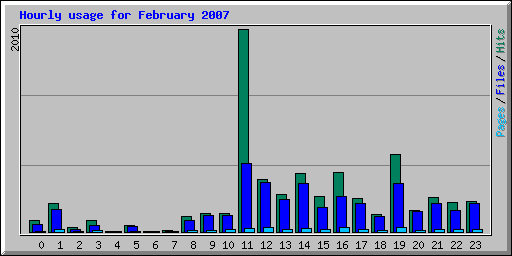 Hourly usage for February 2007
2010
Pages / Files / Hits
0 1 2 3 4 5 6 7 8 9 10 11 12 13 14 15 16 17 18 19 20 21 22 23